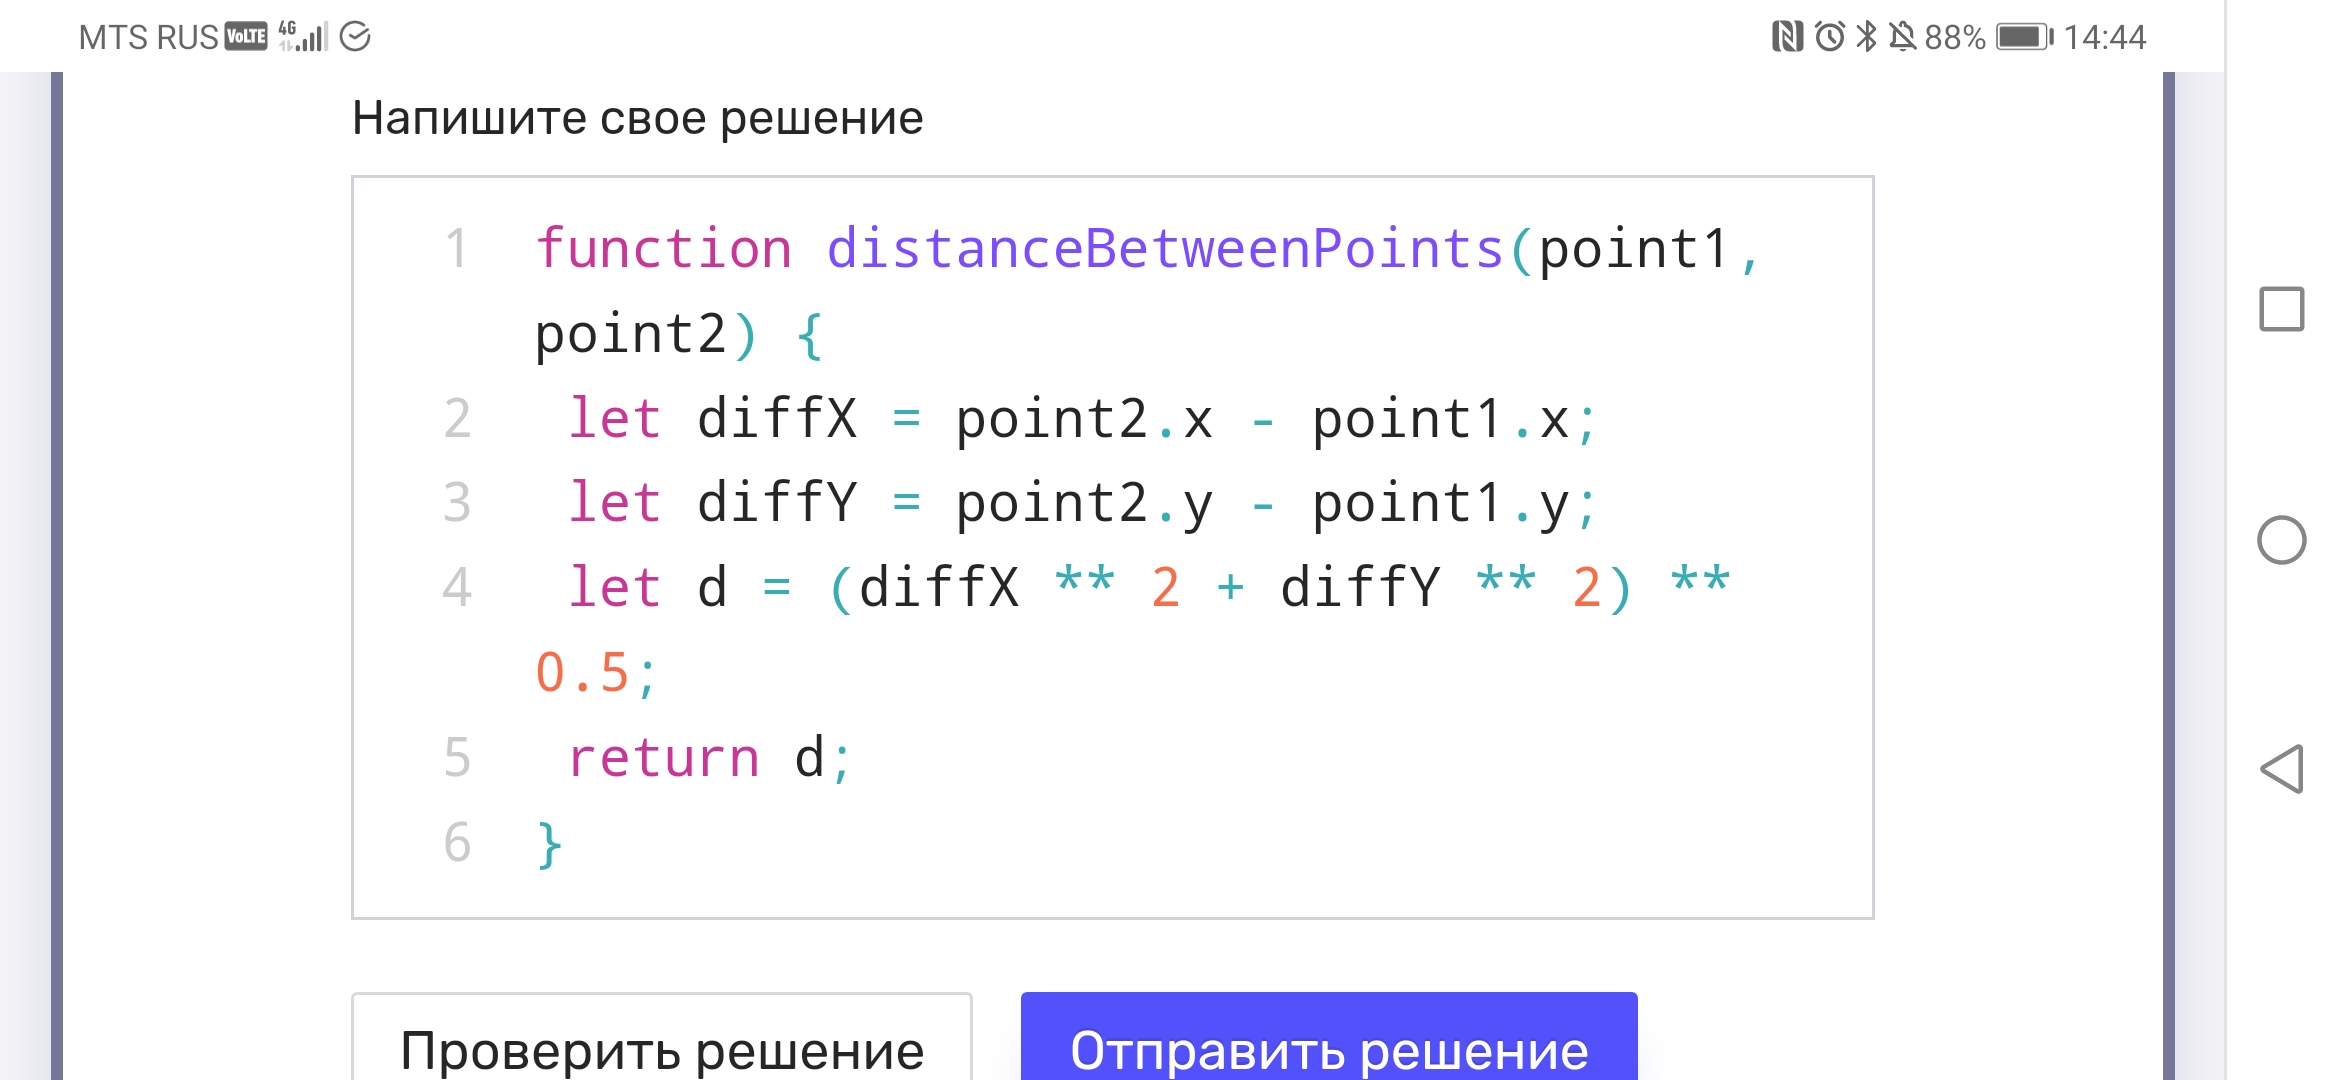 MTS RUS VoLTE 4G 88% 14:44
Напишите свое решение
1 function distanceBetweenPoints(point1,
point2) {
2 let diffX = point2.x - point1.x;
3 let diffY = point2.y - point1.y;
4 let d = (diffX ** 2 + diffY ** 2) **
0.5;
5 return d;
6 }
Проверить решение Отправить решение